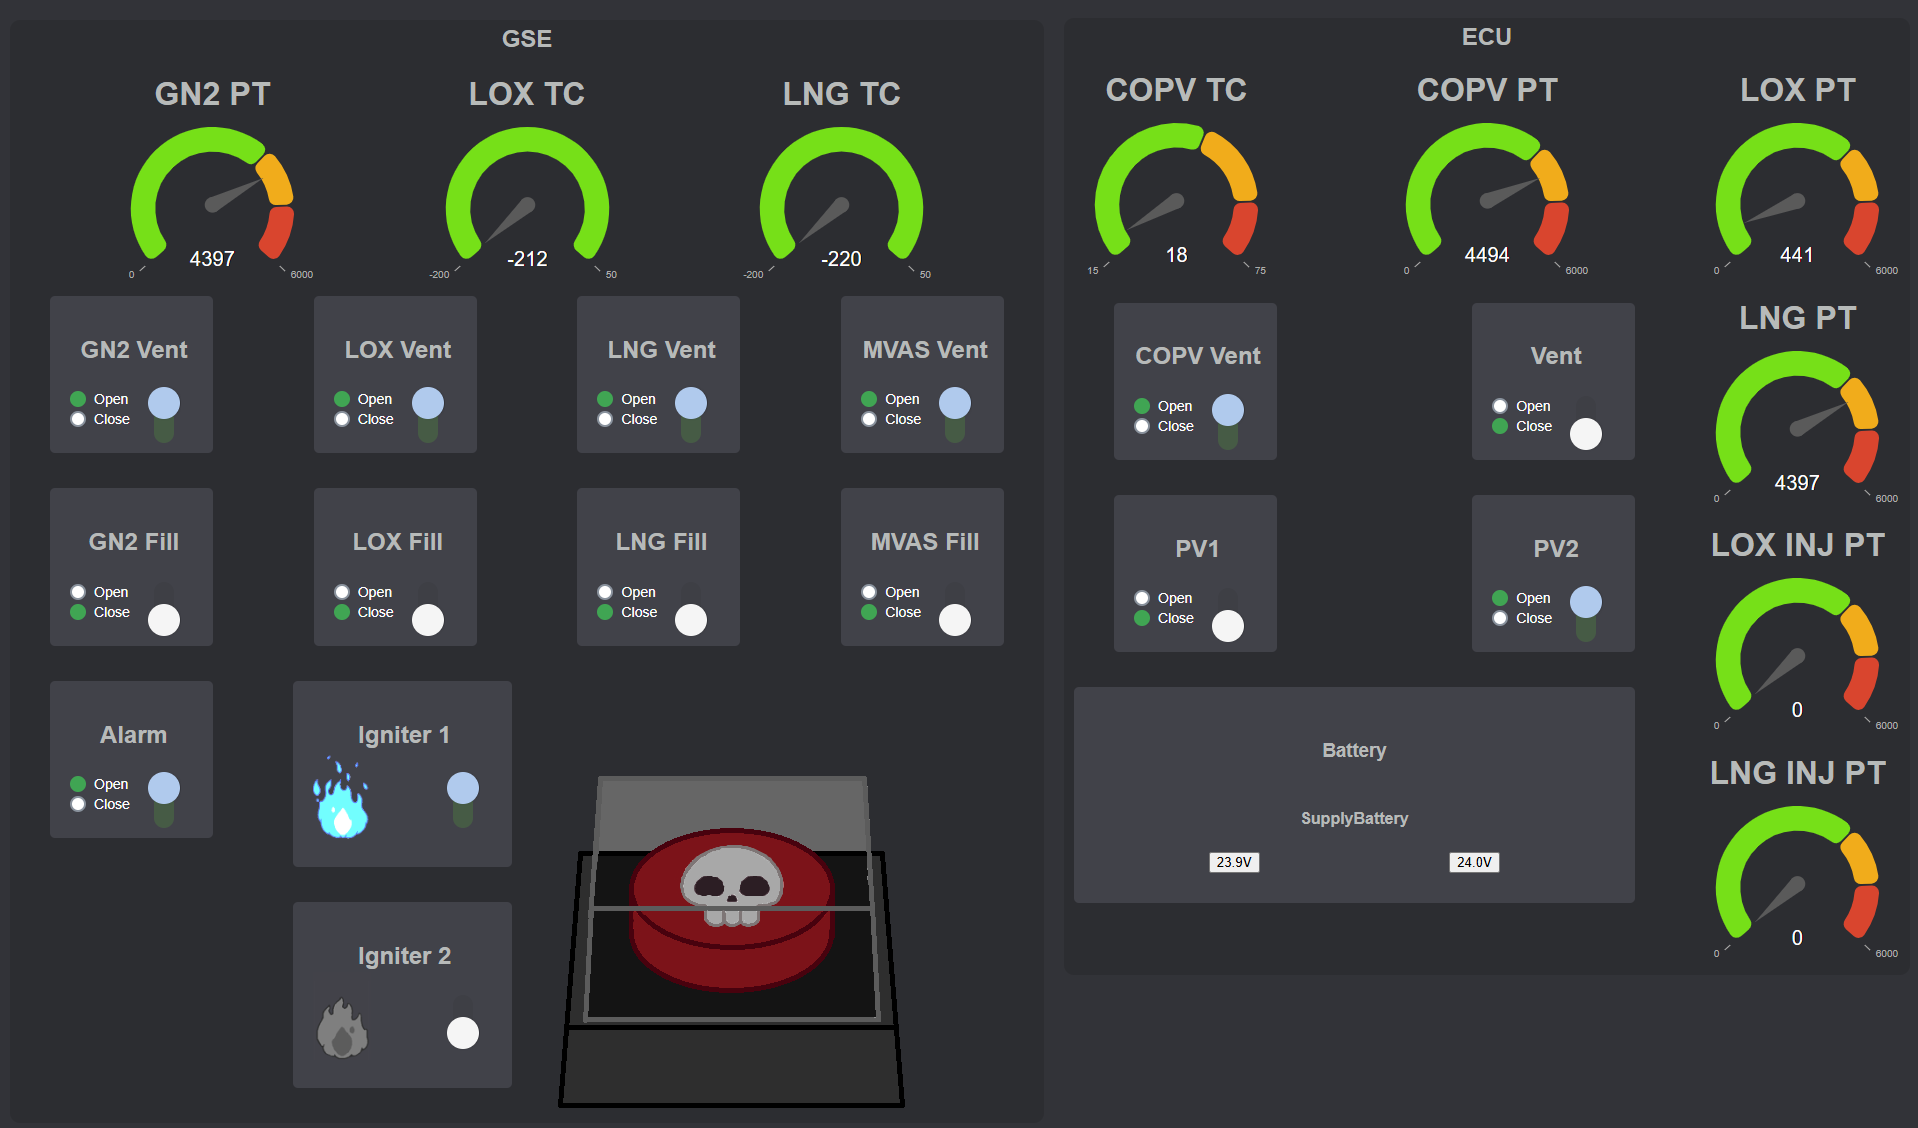 GSE
GN2 PT
LOX TC
LNG TC
4397
-212
-220
0
6000
-200
50
-200
50
GN2 Vent
Open
Close
LOX Vent
Open
Close
LNG Vent
Open
Close
MVAS Vent
Open
Close
GN2 Fill
Open
Close
LOX Fill
Open
Close
LNG Fill
Open
Close
MVAS Fill
Open
Close
Alarm
Open
Close
Igniter 1
Igniter 2
ECU
COPV TC
18
15
75
COPV PT
4494
0
6000
LOX PT
441
0
6000
COPV Vent
Open
Close
Vent
Open
Close
LNG PT
4397
0
6000
PV1
Open
Close
PV2
Open
Close
LOX INJ PT
0
0
6000
Battery
SupplyBattery
23.9V
24.0V
LNG INJ PT
0
0
6000